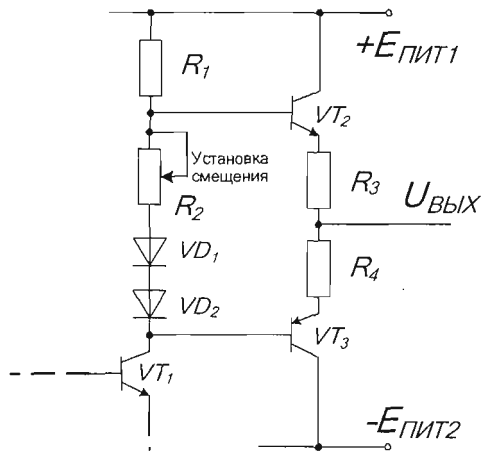 +EПИТ1
R1
VT2
Установка
смещения
R2
R3
UВЫХ
VD1
R4
VD2
VT3
VT1
-EПИТ2